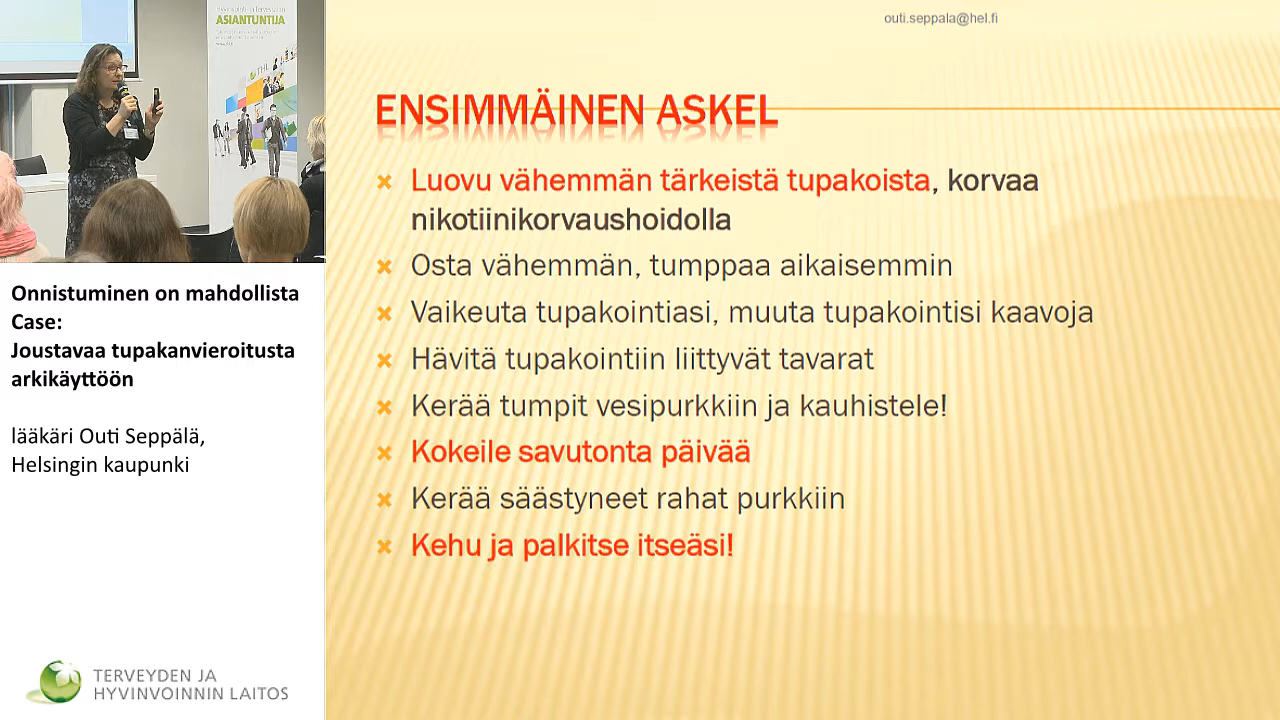 ASIANTUNTIJA
THL
outi.seppala@hel.fi
ENSIMMÄINEN ASKEL
Luovu vähemmän tärkeistä tupakoista, korvaa
nikotiinikorvaushoidolla
Osta vähemmän, tumppaa aikaisemmin
Vaikeuta tupakointiasi, muuta tupakointisi kaavoja
Hävitä tupakointiin liittyvät tavarat
Kerää tumpit vesipurkkiin ja kauhistele!
Kokeile savutonta päivää
Kerää säästyneet rahat purkkiin
Kehu ja palkitse itseäsi!
Onnistuminen on mahdollista
Case:
Joustavaa tupakanvieroitusta
arkikäyttöön
lääkäri Outi Seppälä,
Helsingin kaupunki
TERVEYDEN JA
HYVINVOINNIN LAITOS